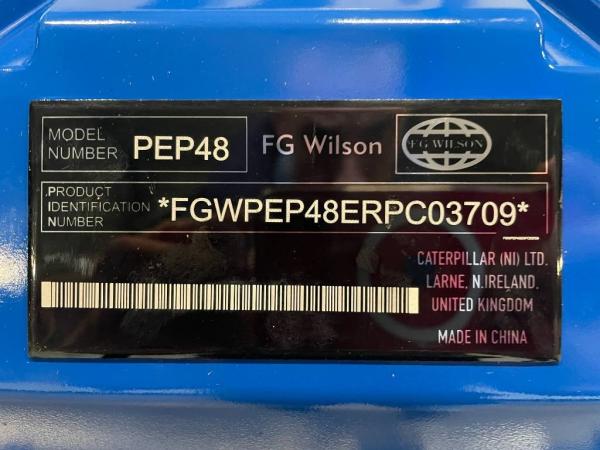 MODEL NUMBER PEP48
FG Wilson
FG WILSON
PRODUCT IDENTIFICATION NUMBER *FGWPEP48ERPC03709*
CATERPILLAR (NI) LTD.
LARNE, N.IRELAND,
UNITED KINGDOM
MADE IN CHINA